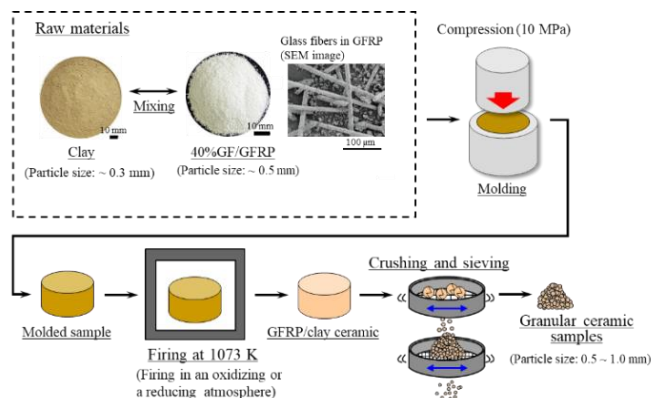 Raw materials
Glass fibers in GFRP
(SEM image)
Compression (10 MPa)
Mixing
10 mm
10 mm
Clay
40%GF/GFRP
100 μm
(Particle size: ~ 0.3 mm)
(Particle size: ~ 0.5 mm)
Molding
Crushing and sieving
Molded sample
GFRP/clay ceramic
Granular ceramic
samples
Firing at 1073 K
(Particle size: 0.5 ~ 1.0 mm)
(Firing in an oxidizing or
a reducing atmosphere)